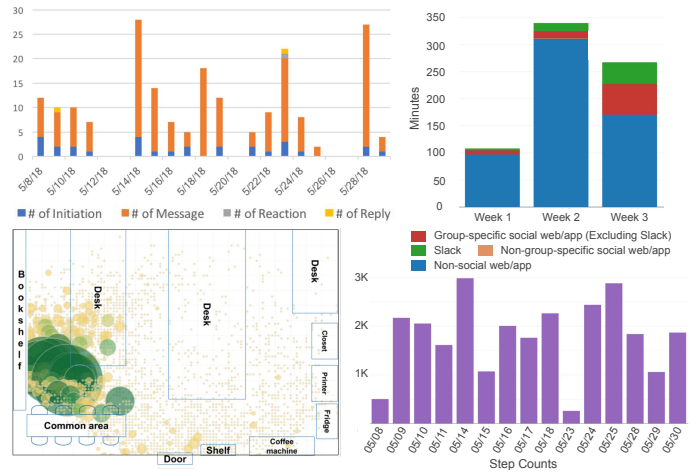 30
25
20
15
10
5
0
5/8/18
5/10/18
5/12/18
5/14/18
5/16/18
5/18/18
5/20/18
5/22/18
5/24/18
5/26/18
5/28/18
# of Initiation # of Message # of Reaction # of Reply
350
300
250
200
150
100
50
0
Minutes
Week 1 Week 2 Week 3
Group-specific social web/app (Excluding Slack)
Slack Non-group-specific social web/app
Non-social web/app
Bookshelf
Desk
Desk
Desk
Closet
Printer
Fridge
Common area
Door
Shelf
Coffee
machine
3K
2K
1K
05/08
05/09
05/10
05/11
05/14
05/15
05/16
05/17
05/18
05/23
05/24
05/25
05/28
05/29
05/30
Step Counts